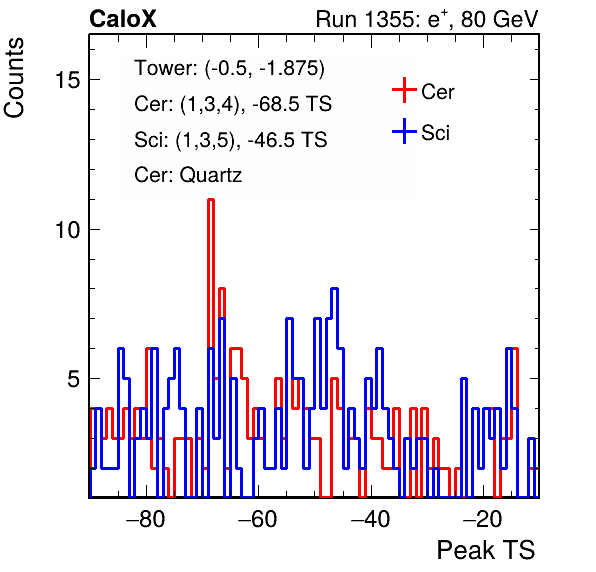 CaloX Run 1355: e+, 80 GeV
Counts
Tower: (-0.5, -1.875)
Cer: (1,3,4), -68.5 TS
Sci: (1,3,5), -46.5 TS
Cer: Quartz
Cer
Sci
15
10
5
−80 −60 −40 −20
Peak TS